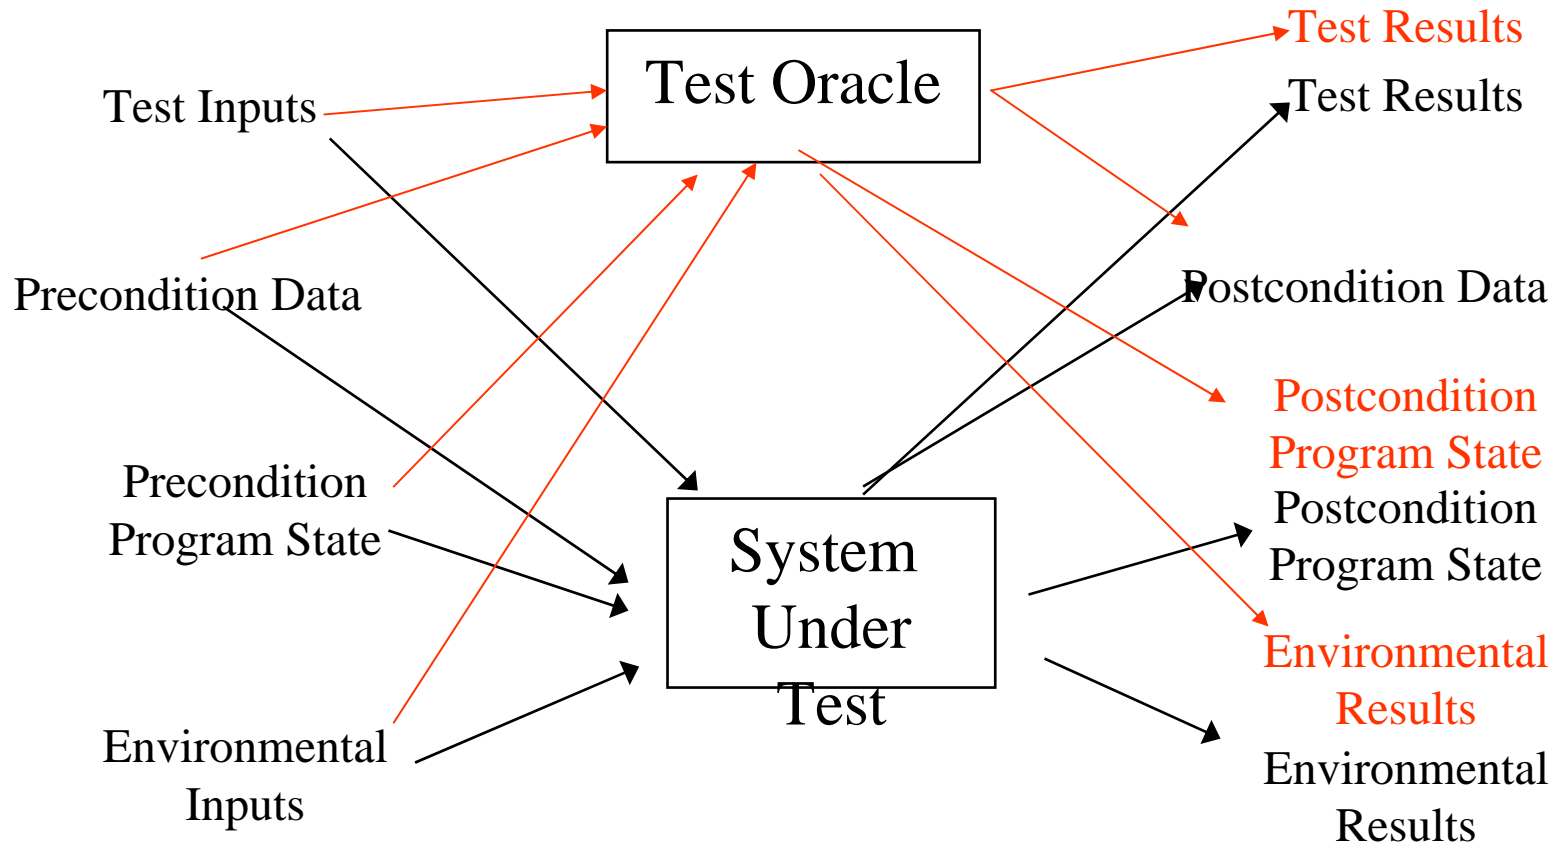 Test Results
Test Oracle
Test Inputs
Test Results
Precondition Data
Postcondition Data
Postcondition
Program State
Precondition
Program State
Postcondition
Program State
System
Under
Test
Environmental
Results
Environmental
Inputs
Environmental
Results